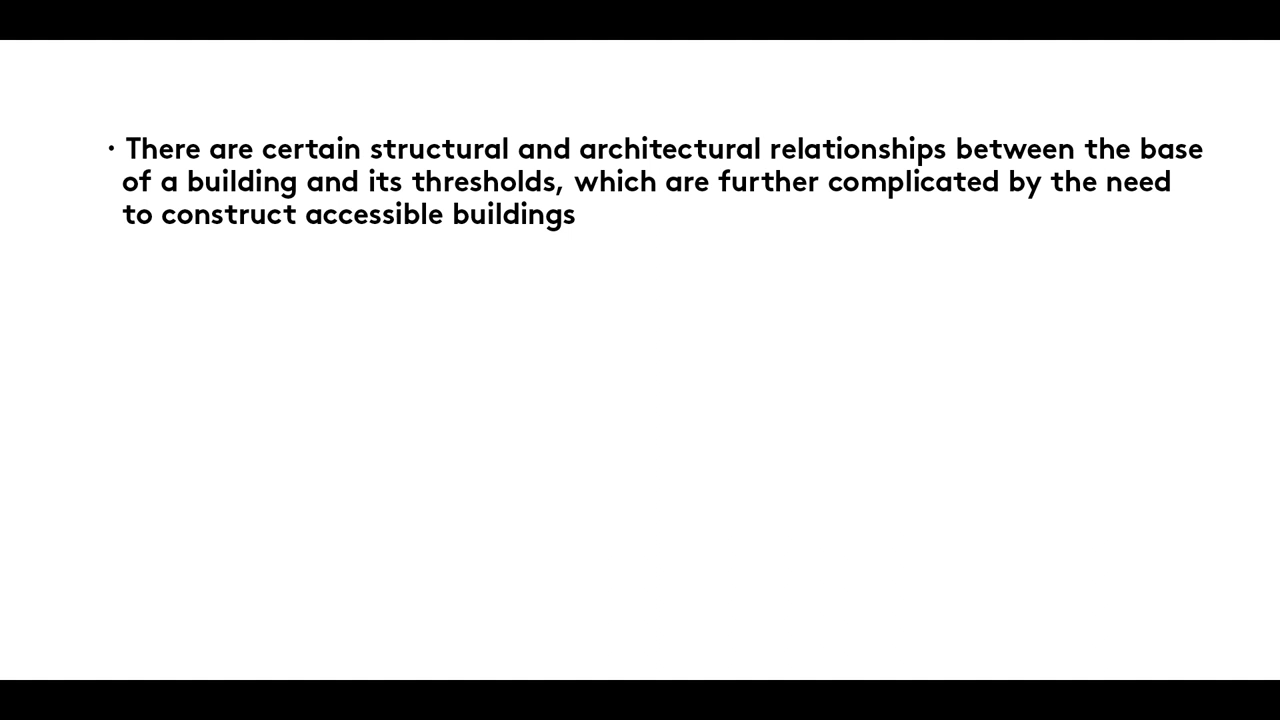 · There are certain structural and architectural relationships between the base
of a building and its thresholds, which are further complicated by the need
to construct accessible buildings